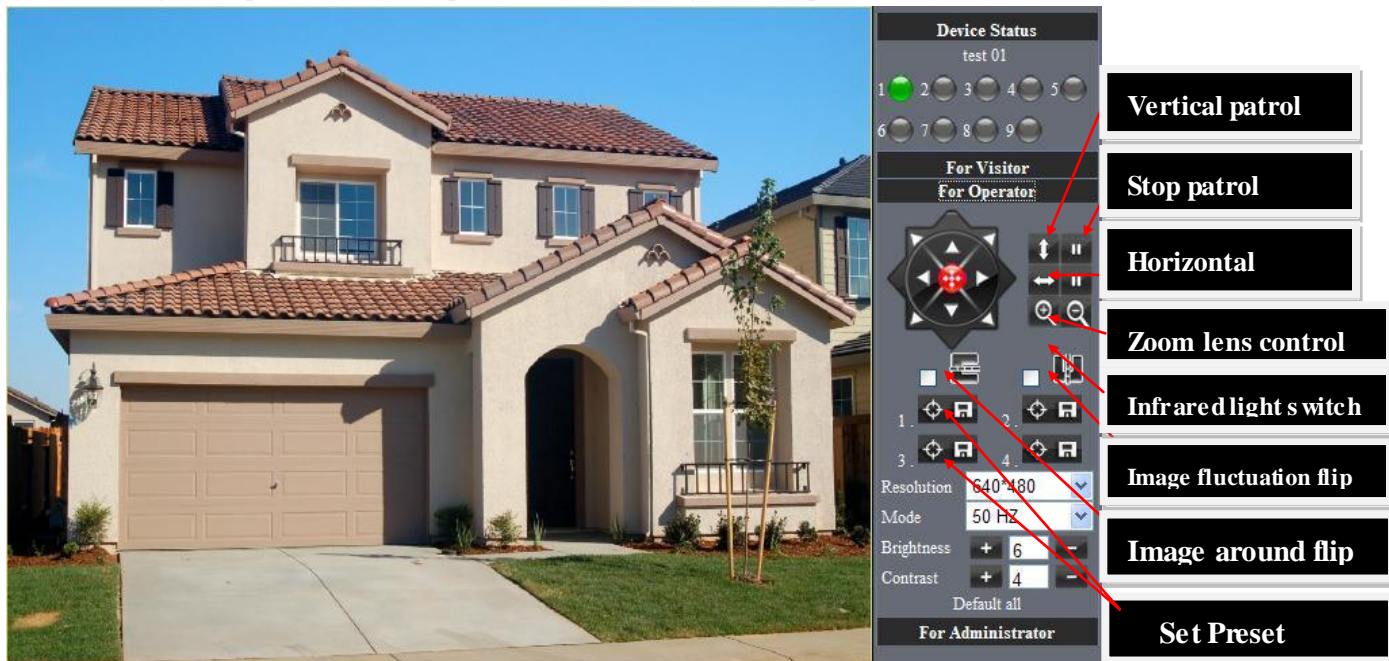 Device Status
test 01
1 2 3 4 5
6 7 8 9
For Visitor
For Operator
1 . 2 .
3 . 4 .
Resolution 640*480
Mode 50 HZ
Brightness + 6 -
Contrast + 4 -
Default all
For Administrator
Vertical patrol
Stop patrol
Horizontal
Zoom lens control
Infrared light switch
Image fluctuation flip
Image around flip
Set Preset